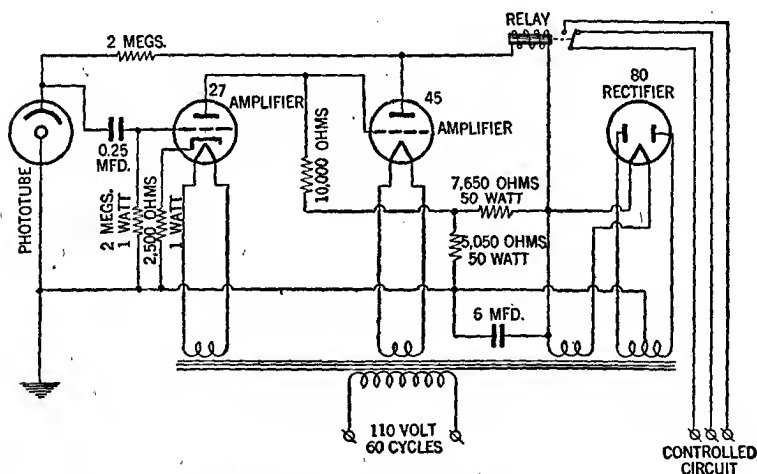 RELAY
2 MEGS.
27
AMPLIFIER
45
AMPLIFIER
80
RECTIFIER
0.25
MFD.
PHOTOTUBE
2 MEGS.
1 WATT
2,500 OHMS
1 WATT
10,000 OHMS
7,650 OHMS
50 WATT
5,050 OHMS
50 WATT
6 MFD.
110 VOLT
60 CYCLES
CONTROLLED
CIRCUIT